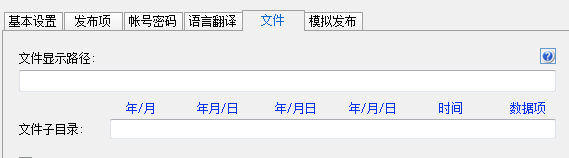 基本设置 发布项 帐号密码 语言翻译 文件 模拟发布
文件显示路径： ?
年/月 年月/日 年/月日 年/月/日 时间 数据项
文件子目录：